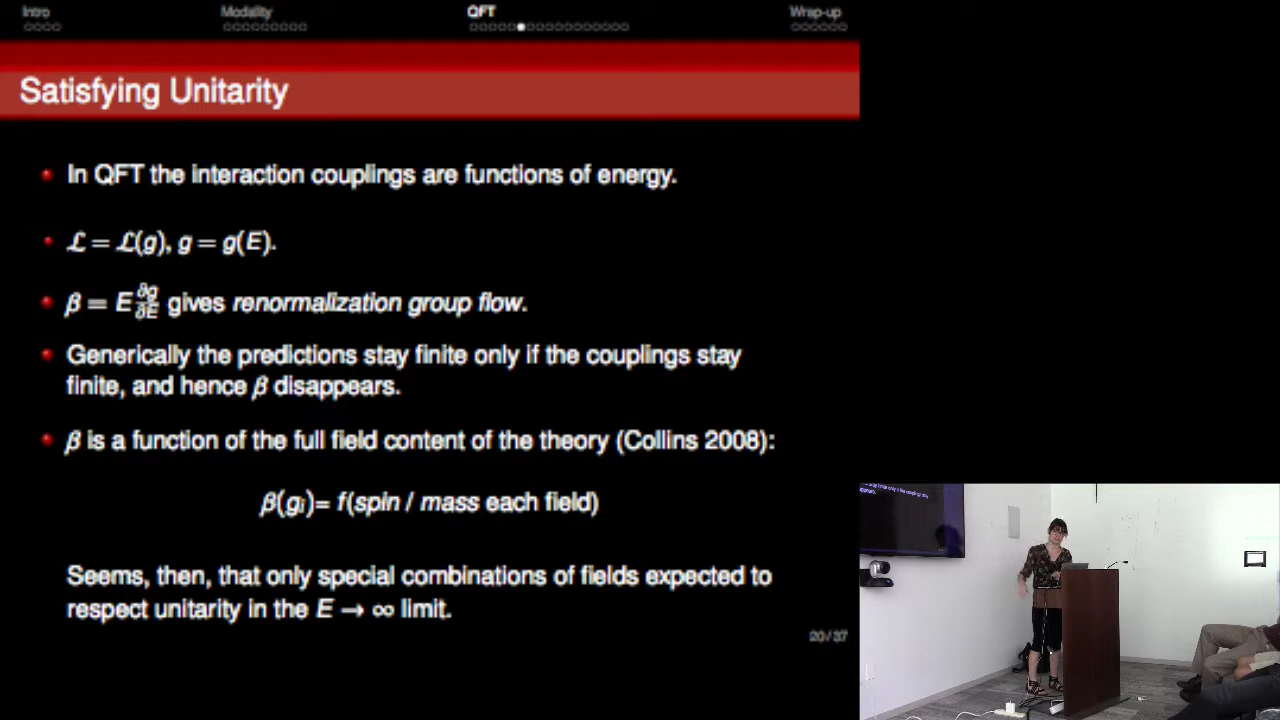 Intro Modality QFT Wrap-up
Satisfying Unitarity
In QFT the interaction couplings are functions of energy.
ℒ = ℒ(g), g = g(E).
β = E ∂g/∂E gives renormalization group flow.
Generically the predictions stay finite only if the couplings stay
finite, and hence β disappears.
β is a function of the full field content of the theory (Collins 2008):
β(gᵢ)= f(spin / mass each field)
Seems, then, that only special combinations of fields expected to
respect unitarity in the E → ∞ limit.
20/37